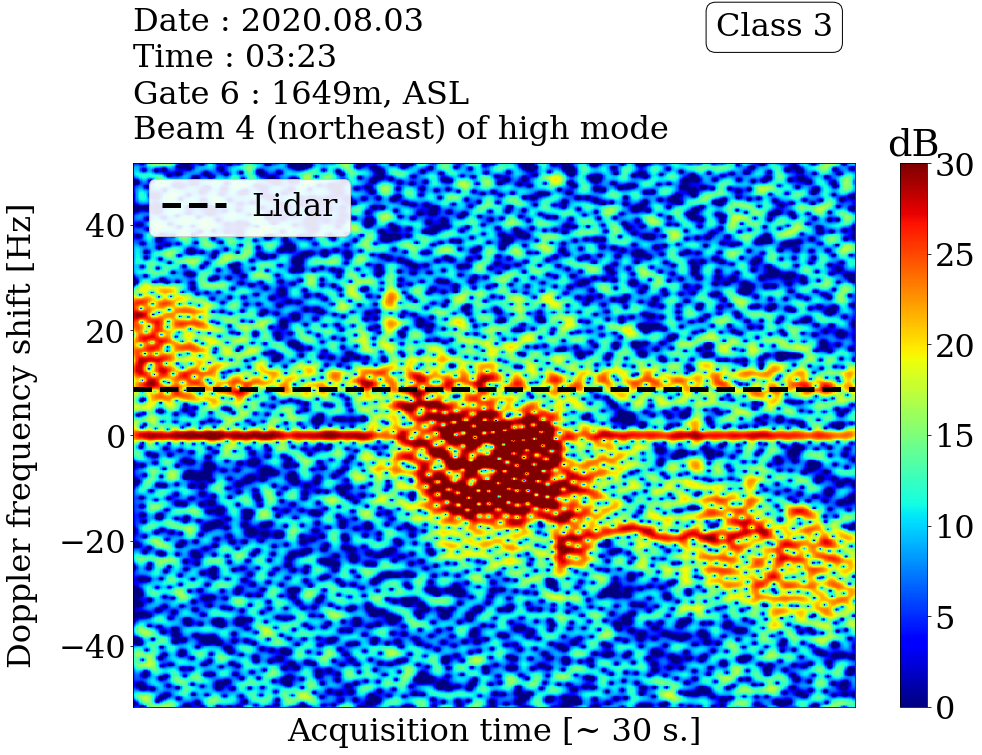 Date : 2020.08.03
Time : 03:23
Gate 6 : 1649m, ASL
Beam 4 (northeast) of high mode
Class 3
dB
Lidar
Doppler frequency shift [Hz]
40
20
0
−20
−40
30
25
20
15
10
5
0
Acquisition time [~ 30 s.]